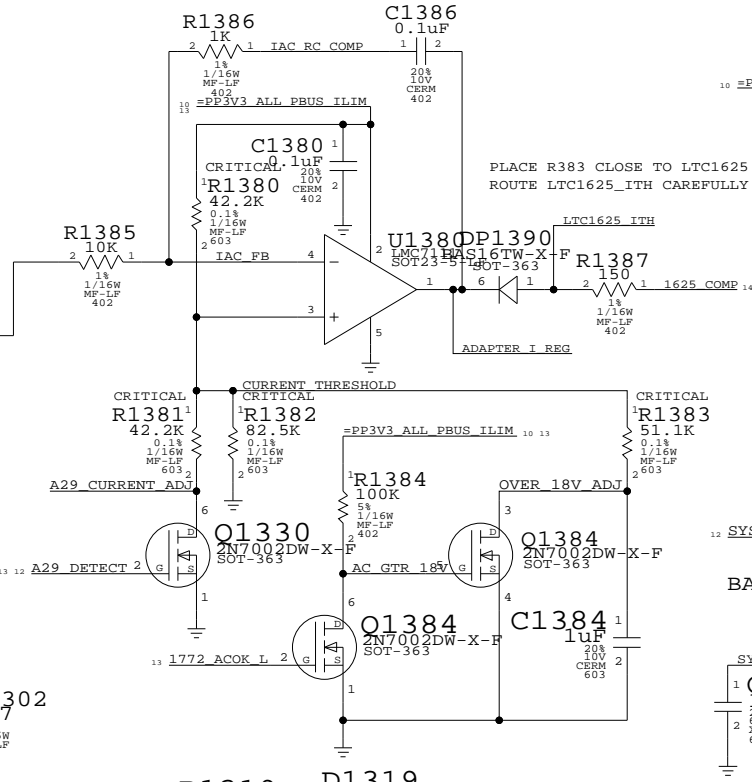 R1386
1K
2
1
IAC_RC_COMP
1%
1/16W
MF-LF
402
C1386
0.1uF
1
2
20%
10V
CERM
402
10
13
=PP3V3_ALL_PBUS_ILIM
10
C1380
0.1uF
1
20%
10V
CERM
402
2
CRITICAL
1
R1380
42.2K
0.1%
1/16W
MF-LF
603
2
PLACE R383 CLOSE TO LTC1625
ROUTE LTC1625_ITH CAREFULLY
LTC1625_ITH
R1385
10K
2
1
1%
1/16W
MF-LF
402
IAC_FB
4
3
2
5
1
U1380
SOT23-5-LF
DP1390
BAS16TW-X-F
SOT-363
6
1
R1387
150
2
1
1%
1/16W
MF-LF
402
1625_COMP
14
ADAPTER_I_REG
CURRENT_THRESHOLD
CRITICAL
R1381
1
42.2K
0.1%
1/16W
MF-LF
603
2
CRITICAL
1
R1382
82.5K
0.1%
1/16W
MF-LF
603
2
=PP3V3_ALL_PBUS_ILIM
10 13
CRITICAL
1
R1383
51.1K
0.1%
1/16W
MF-LF
603
2
A29_CURRENT_ADJ
1
R1384
100K
5%
1/16W
MF-LF
402
2
OVER_18V_ADJ
6
Q1330
2N7002DW-X-F
SOT-363
D
G
S
13 12
A29_DETECT
2
1
3
Q1384
2N7002DW-X-F
SOT-363
D
G
S
AC_GTR_18V
5
4
12
SYS
6
Q1384
2N7002DW-X-F
SOT-363
D
G
S
13
1772_ACOK_L
2
1
C1384
1uF
1
20%
10V
CERM
603
2
BA
SY
1
2
302
7
D1319